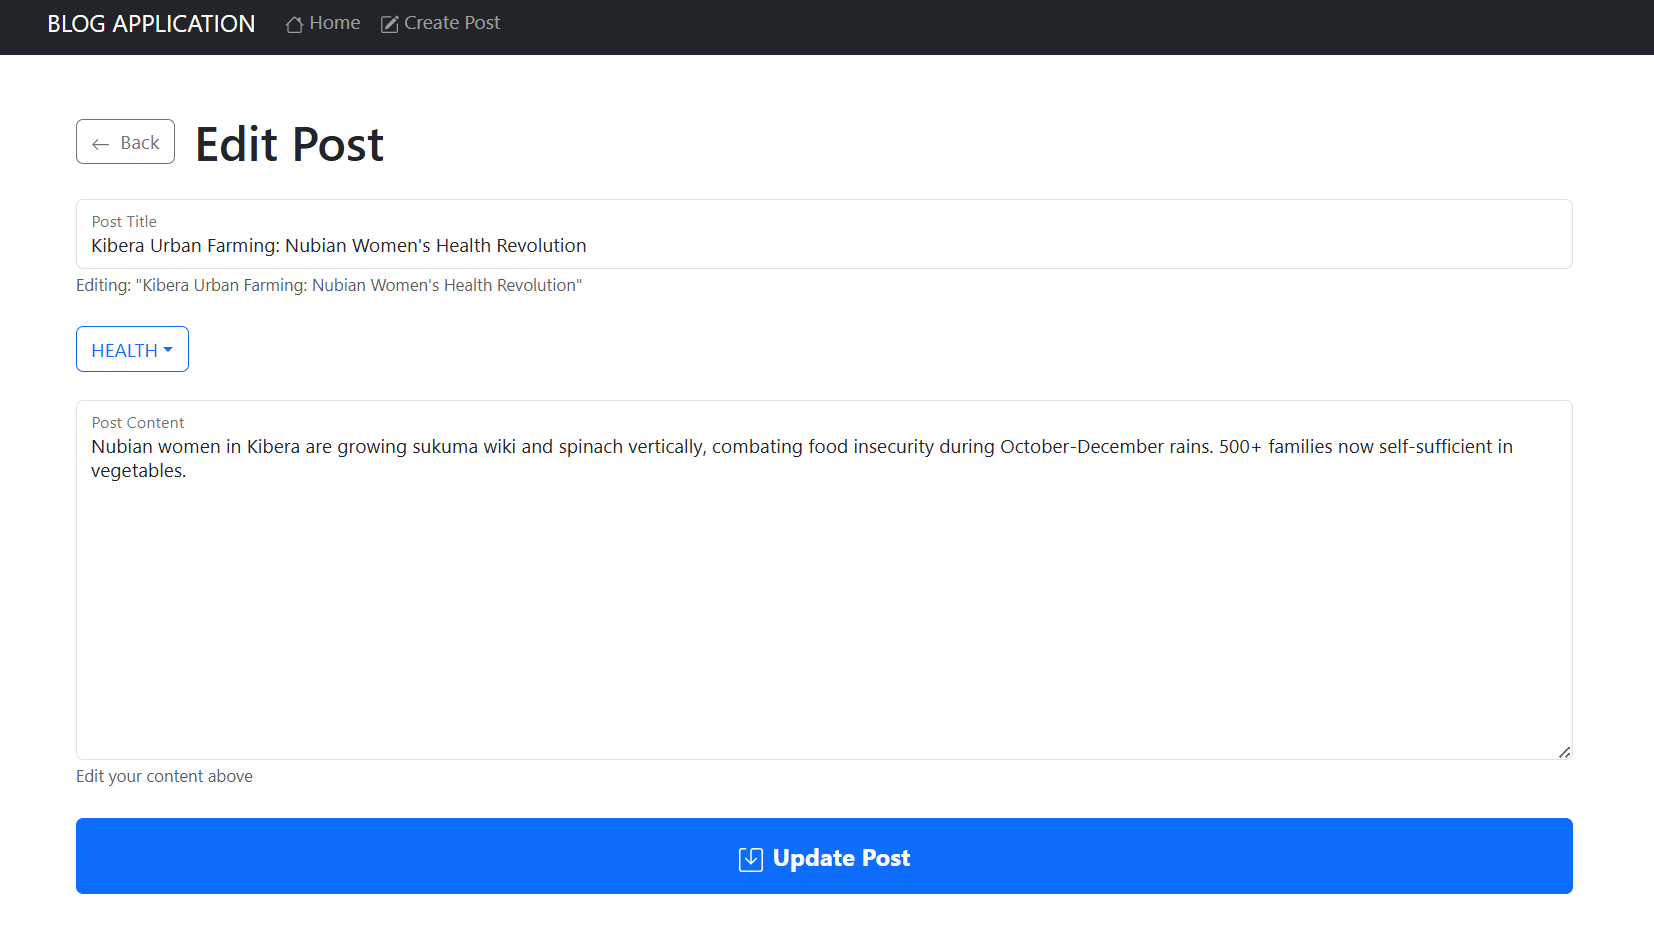 BLOG APPLICATION Home Create Post
Back Edit Post
Post Title
Kibera Urban Farming: Nubian Women's Health Revolution
Editing: "Kibera Urban Farming: Nubian Women's Health Revolution"
HEALTH
Post Content
Nubian women in Kibera are growing sukuma wiki and spinach vertically, combating food insecurity during October-December rains. 500+ families now self-sufficient in
vegetables.
Edit your content above
Update Post